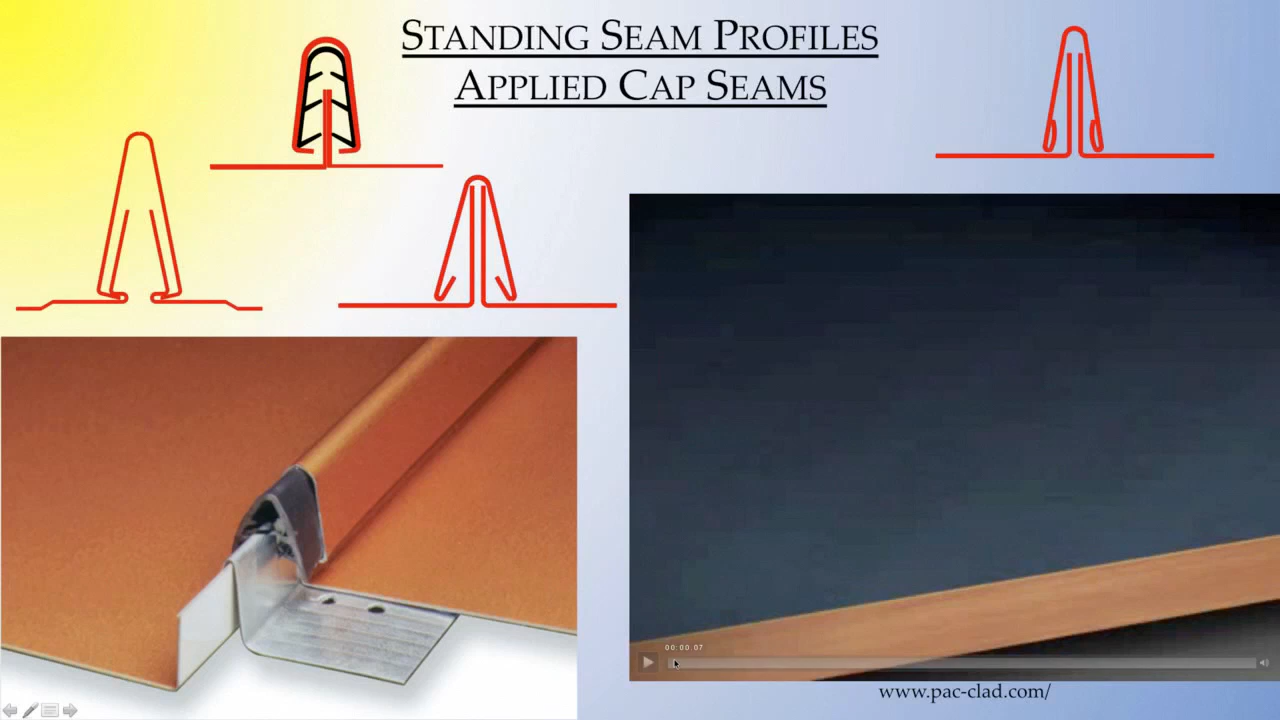 STANDING SEAM PROFILES
APPLIED CAP SEAMS
00:00.07
www.pac-clad.com/